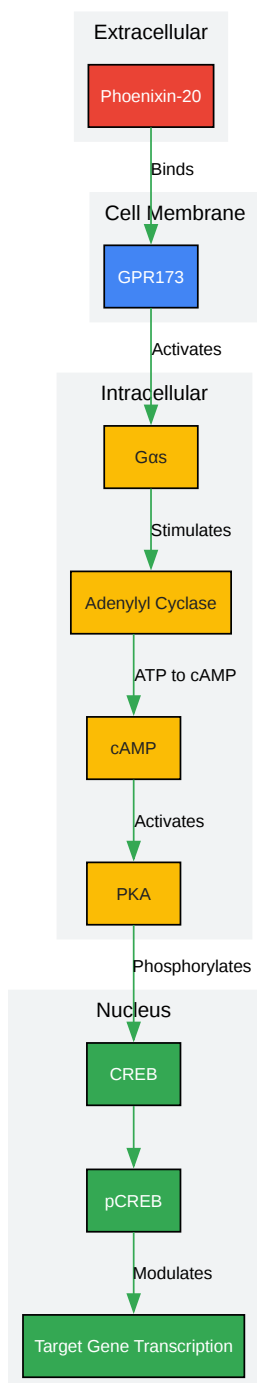 Extracellular
Phoenixin-20
Binds
Cell Membrane
GPR173
Activates
Intracellular
Gαs
Stimulates
Adenylyl Cyclase
ATP to cAMP
cAMP
Activates
PKA
Phosphorylates
Nucleus
CREB
pCREB
Modulates
Target Gene Transcription